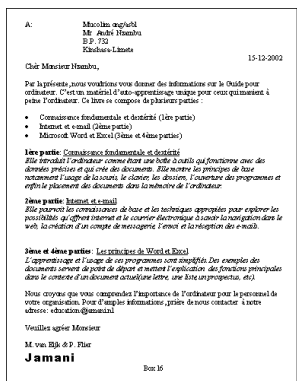 A: Mucolim ong/asbl
Mr André Nzambu,
B.P. 732
Kinshasa-Limete
15-12-2002
Chèr Monsieur Nzambu,
Par la présente, nous voudrions vous donner des informations sur le Guide pour
ordinateur. C'est un matériel d'auto-apprentissage unique pour ceux qui manient à
peine l'ordinateur. Ce livre se compose de plusieurs parties :
• Connaissance fondamentale et dextérité (1ère partie)
• Internet et e-mail (2ème partie)
• Microsoft Word et Excel (3ème et 4ème parties)
1ère partie: Connaissance fondamentale et dextérité
Elle introduit l'ordinateur comme étant une boîte à outils qui fonctionne avec des
données précises et qui crée des documents. Elle montre les principes de base
notamment l'usage de la souris, le clavier, les dossiers, l'ouverture des programmes et
enfin le placement des documents dans la mémoire de l'ordinateur.
2ème partie: Internet et e-mail
Elle pourvoit les connaissances de base et les techniques appropiées pour explorer les
possibilités qu'offrent internet et le courrier électronique à savoir la navigation dans le
web, la création d'un compte de messagerie, l'envoi et la réception des e-mails.
3ème et 4ème parties: Les principes de Word et Excel
L'apprentissage et l'usage de ces programmes sont simplifiés. Des exemples des
documents servent de point de départ et mettent l'explication des fonctions principales
dans le contexte d'un document actuel(une lettre, une liste, un prospectus, etc).
Nous croyons que vous comprendrez l'importance de l'ordinateur pour le personnel de
votre organisation. Pour d'amples informations, prière de nous contacter à notre
adresse: education@jamani.nl
Veuillez agréer Monsieur
M. van Eijk & P. Flier
Jamani
Box 16